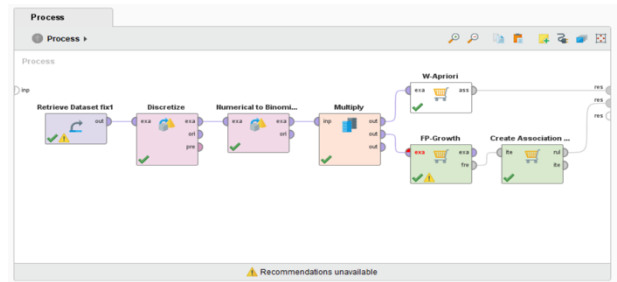 Process
Process
Process
inp
res
res
res
Retrieve Dataset fix1
out
Discretize
exa
exa
ori
pre
Numerical to Binomi...
exa
exa
ori
Multiply
inp
out
out
out
W-Apriori
exa
ass
FP-Growth
exa
exa
fre
Create Association ...
ite
rul
ite
Recommendations unavailable